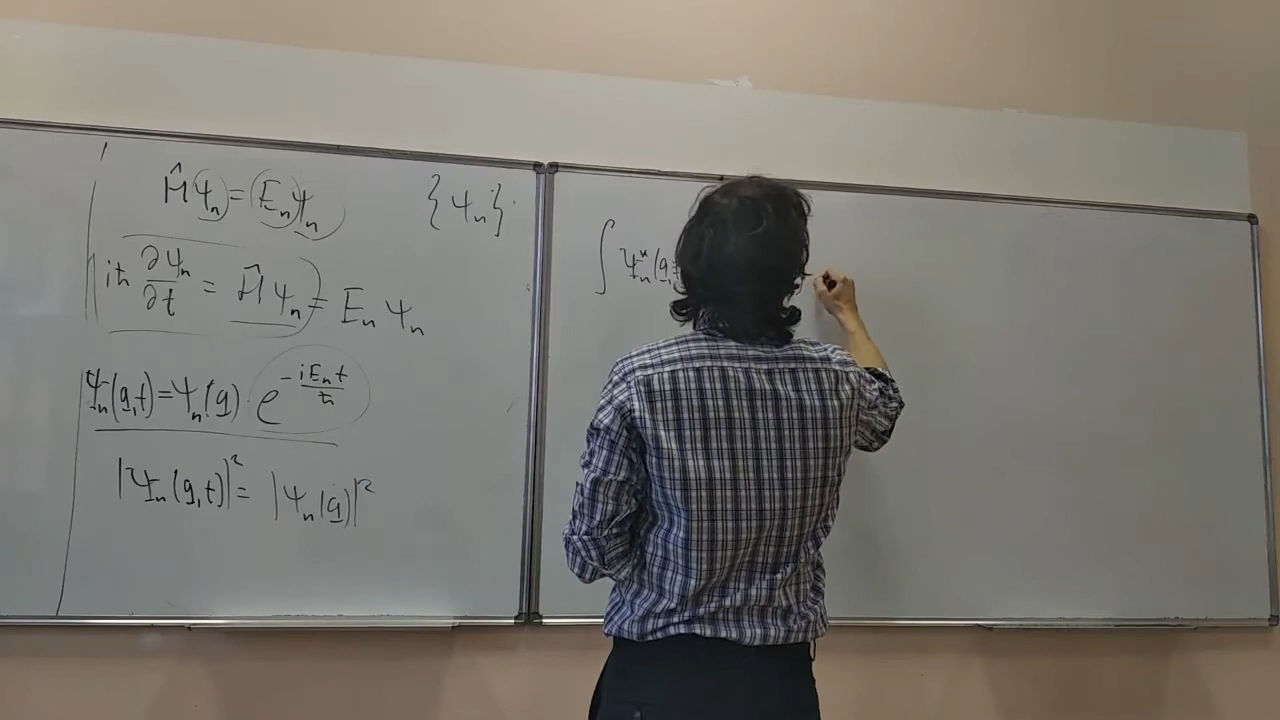 Ĥψₙ = Eₙψₙ {ψₙ}
iħ ∂ψₙ/∂t = Ĥψₙ = Eₙψₙ
Ψₙ(q,t) = ψₙ(q) · e^(-iEₙt/ħ)
|Ψₙ(q,t)|² = |ψₙ(q)|²
∫ Ψₙ*(q,t